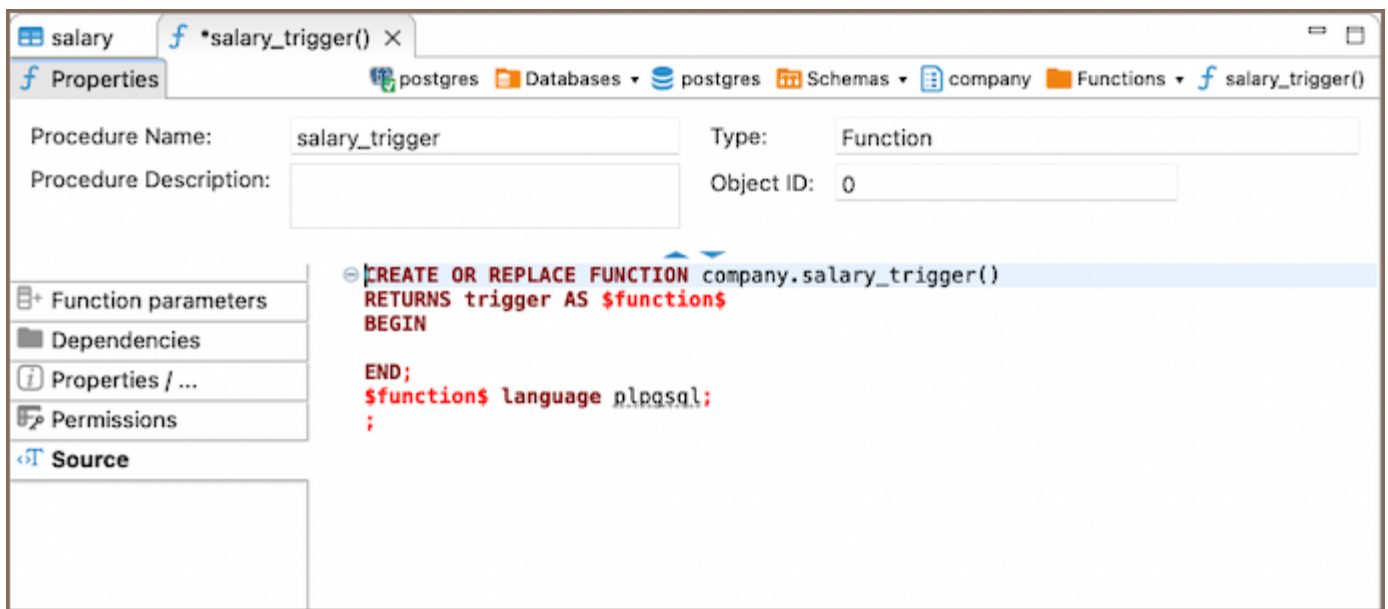 salary *salary_trigger()
Properties postgres Databases postgres Schemas company Functions salary_trigger()
Procedure Name: salary_trigger Type: Function
Procedure Description: Object ID: 0
CREATE OR REPLACE FUNCTION company.salary_trigger()
RETURNS trigger AS $function$
BEGIN
END;
$function$ language plpgsql;
;
Function parameters
Dependencies
Properties / ...
Permissions
Source